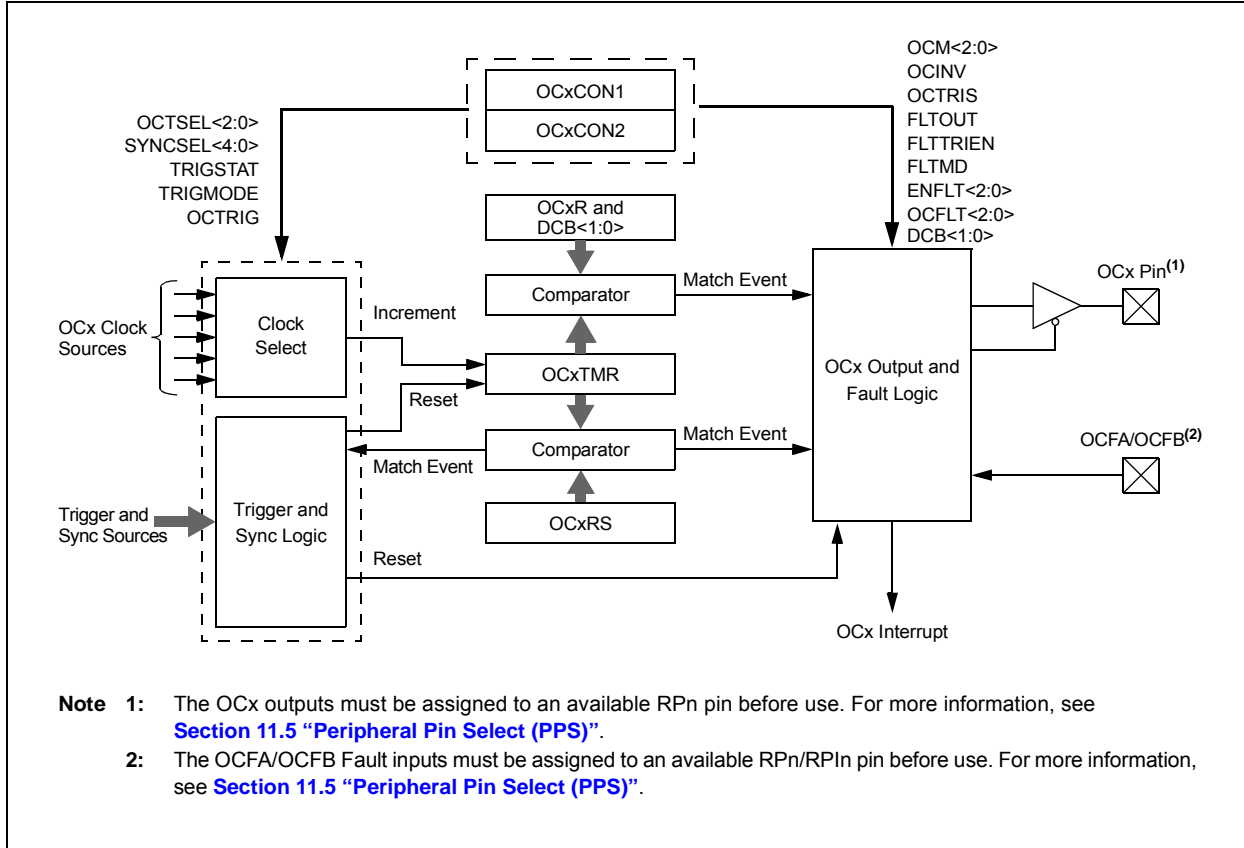 OCxCON1
OCxCON2
OCTSEL<2:0>
SYNCSEL<4:0>
TRIGSTAT
TRIGMODE
OCTRIG
OCM<2:0>
OCINV
OCTRIS
FLTOUT
FLTTRIEN
FLTMD
ENFLT<2:0>
OCFLT<2:0>
DCB<1:0>
OCxR and
DCB<1:0>
OCx Clock
Sources
Clock
Select
Increment
Comparator
Match Event
OCxTMR
Reset
Comparator
Match Event
Match Event
OCxRS
Trigger and
Sync Sources
Trigger and
Sync Logic
Reset
OCx Output and
Fault Logic
OCx Pin(1)
OCFA/OCFB(2)
OCx Interrupt
Note 1: The OCx outputs must be assigned to an available RPn pin before use. For more information, see
Section 11.5 “Peripheral Pin Select (PPS)”.
2: The OCFA/OCFB Fault inputs must be assigned to an available RPn/RPIn pin before use. For more information,
see Section 11.5 “Peripheral Pin Select (PPS)”.